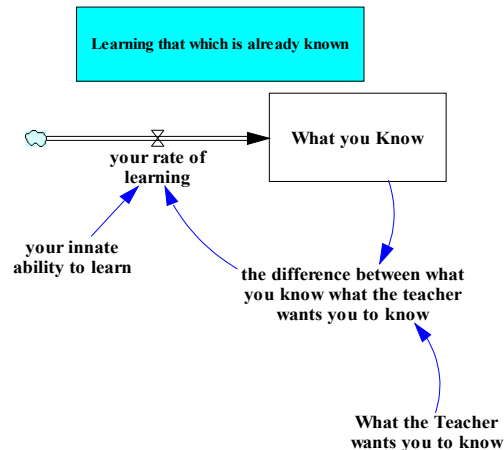 Learning that which is already known
What you Know
your rate of
learning
your innate
ability to learn
the difference between what
you know what the teacher
wants you to know
What the Teacher
wants you to know